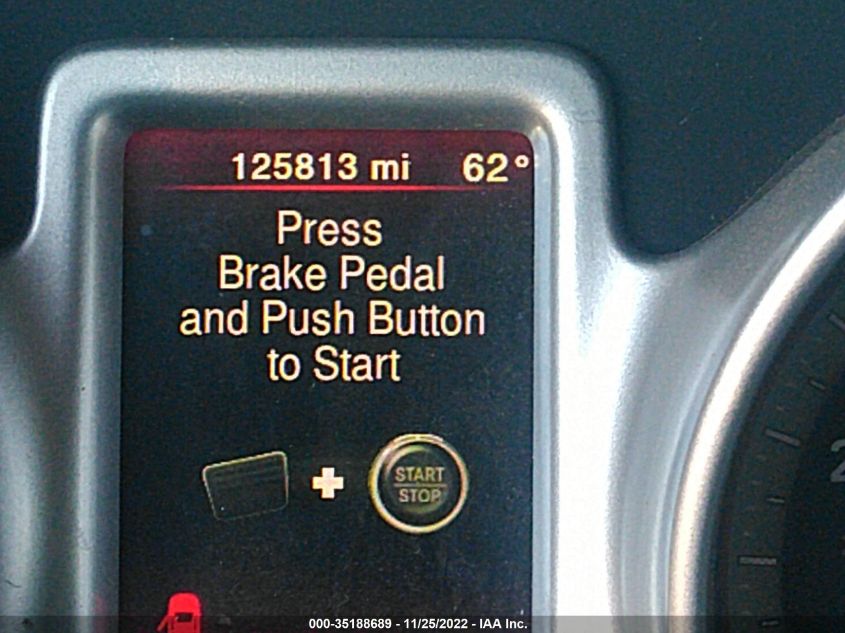 125813 mi 62°
Press
Brake Pedal
and Push Button
to Start
START
STOP
2
000-35188689 - 11/25/2022 - IAA Inc.